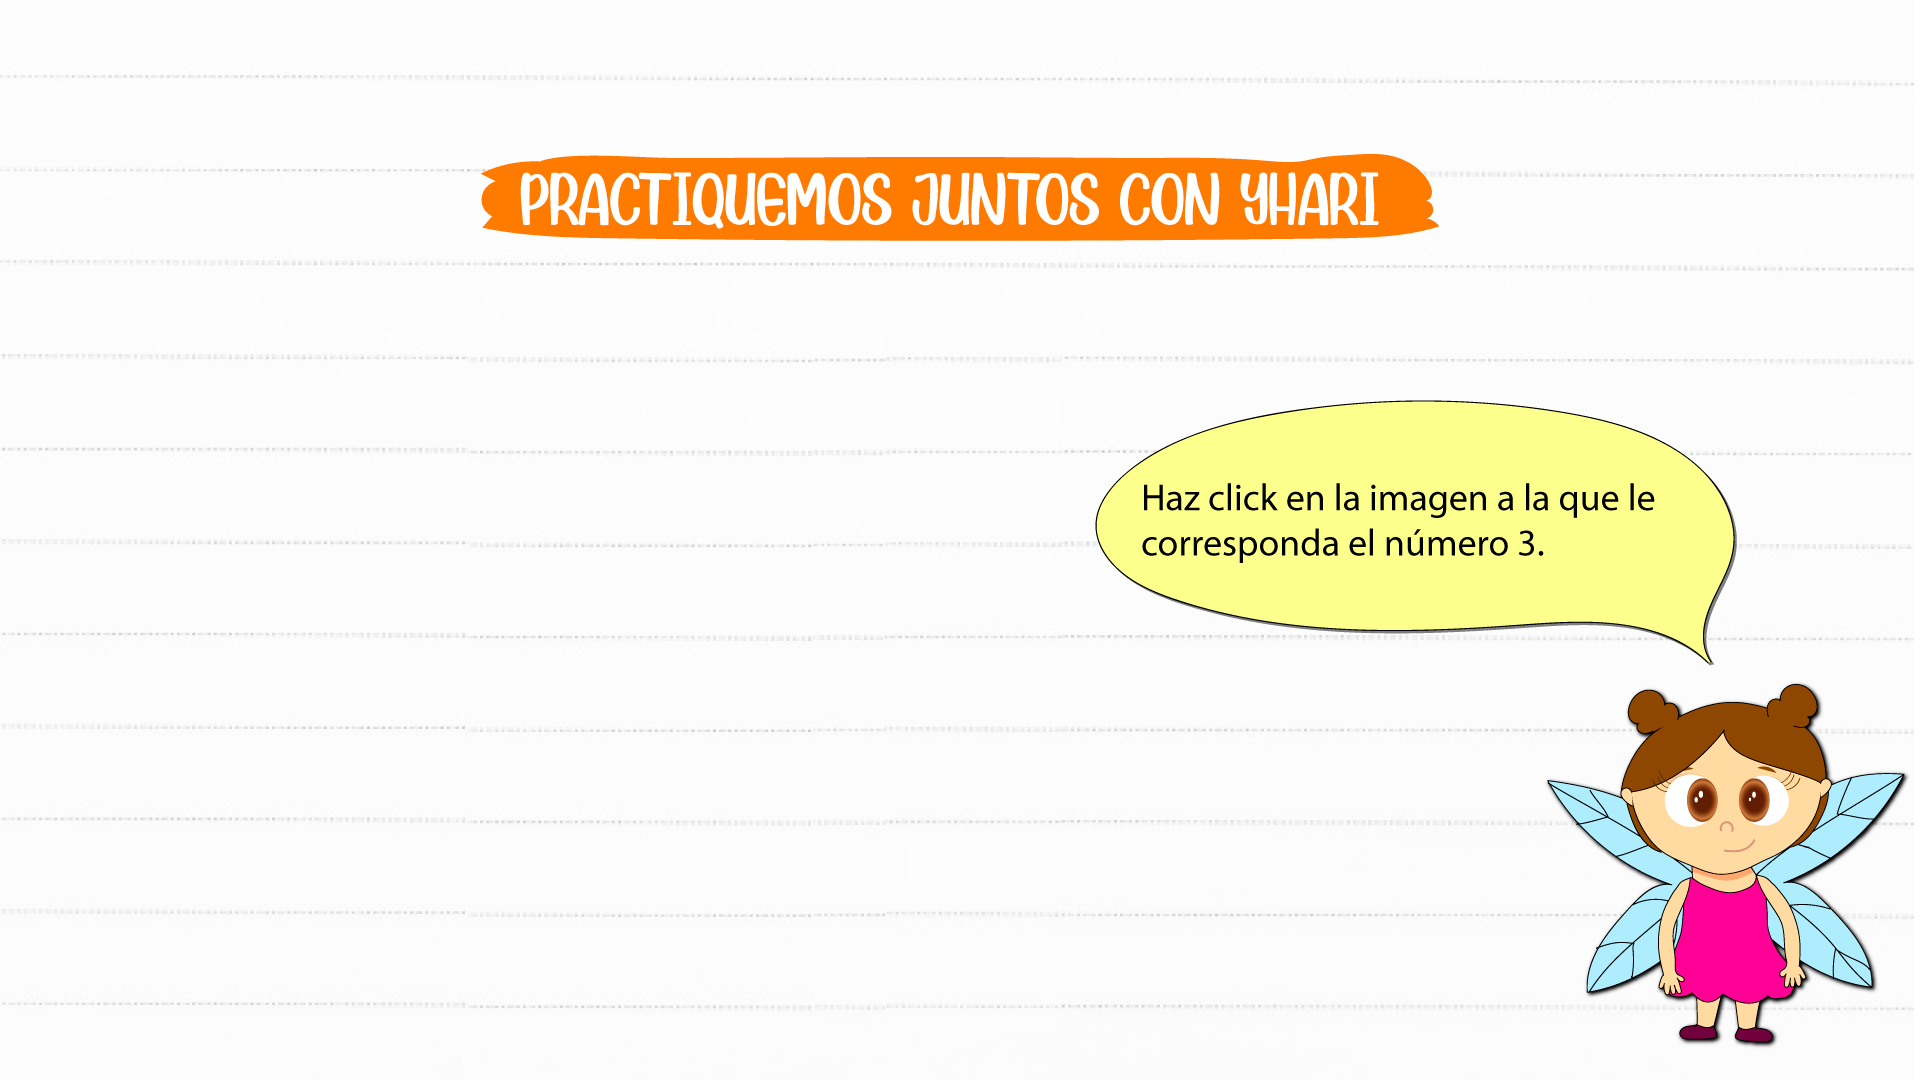 PRACTIQUEMOS JUNTOS CON YHARI
Haz click en la imagen a la que le
corresponda el número 3.